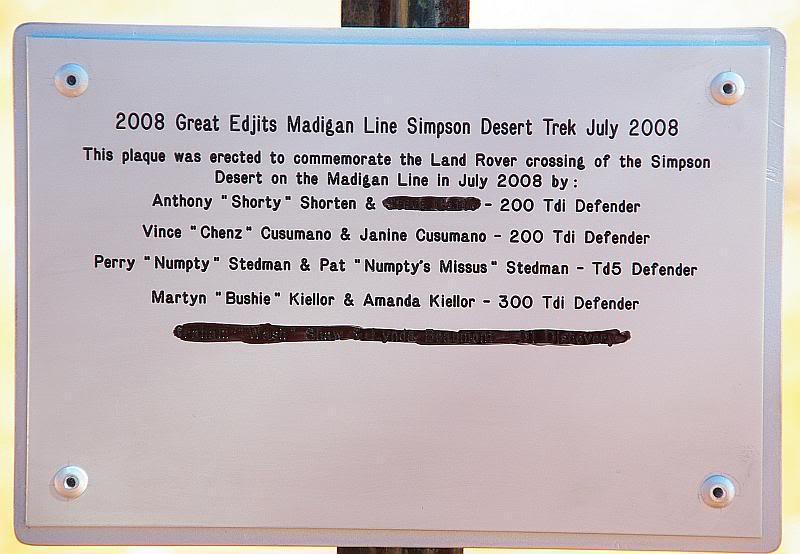 2008 Great Edjits Madigan Line Simpson Desert Trek July 2008
This plaque was erected to commemorate the Land Rover crossing of the Simpson
Desert on the Madigan Line in July 2008 by:
Anthony "Shorty" Shorten & - 200 Tdi Defender
Vince "Chenz" Cusumano & Janine Cusumano - 200 Tdi Defender
Perry "Numpty" Stedman & Pat "Numpty's Missus" Stedman - Td5 Defender
Martyn "Bushie" Kiellor & Amanda Kiellor - 300 Tdi Defender